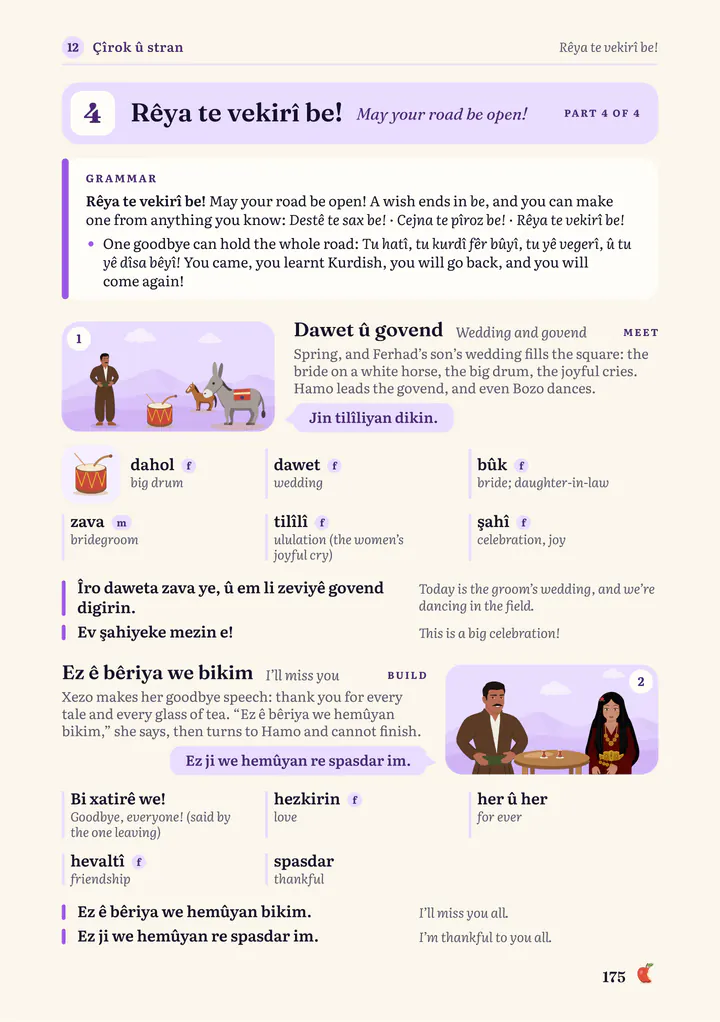 12 Çîrok û stran
Rêya te vekirî be!
4 Rêya te vekirî be! May your road be open! PART 4 OF 4
GRAMMAR
Rêya te vekirî be! May your road be open! A wish ends in be, and you can make
one from anything you know: Destê te sax be! · Cejna te pîroz be! · Rêya te vekirî be!
• One goodbye can hold the whole road: Tu hatî, tu kurdî fêr bûyî, tu yê vegerî, û tu
yê dîsa bêyî! You came, you learnt Kurdish, you will go back, and you will
come again!
1
Dawet û govend Wedding and govend MEET
Spring, and Ferhad’s son’s wedding fills the square: the
bride on a white horse, the big drum, the joyful cries.
Hamo leads the govend, and even Bozo dances.
Jin tilîliyan dikin.
dahol f
big drum
dawet f
wedding
bûk f
bride; daughter-in-law
zava m
bridegroom
tilîlî f
ululation (the women’s
joyful cry)
şahî f
celebration, joy
Îro daweta zava ye, û em li zeviyê govend
digirin.
Today is the groom’s wedding, and we’re
dancing in the field.
Ev şahiyeke mezin e!
This is a big celebration!
Ez ê bêriya we bikim I’ll miss you BUILD
Xezo makes her goodbye speech: thank you for every
tale and every glass of tea. “Ez ê bêriya we hemûyan
bikim,” she says, then turns to Hamo and cannot finish.
Ez ji we hemûyan re spasdar im.
2
Bi xatirê we!
Goodbye, everyone! (said by
the one leaving)
hezkirin f
love
her û her
for ever
hevaltî f
friendship
spasdar
thankful
Ez ê bêriya we hemûyan bikim.
I’ll miss you all.
Ez ji we hemûyan re spasdar im.
I’m thankful to you all.
175